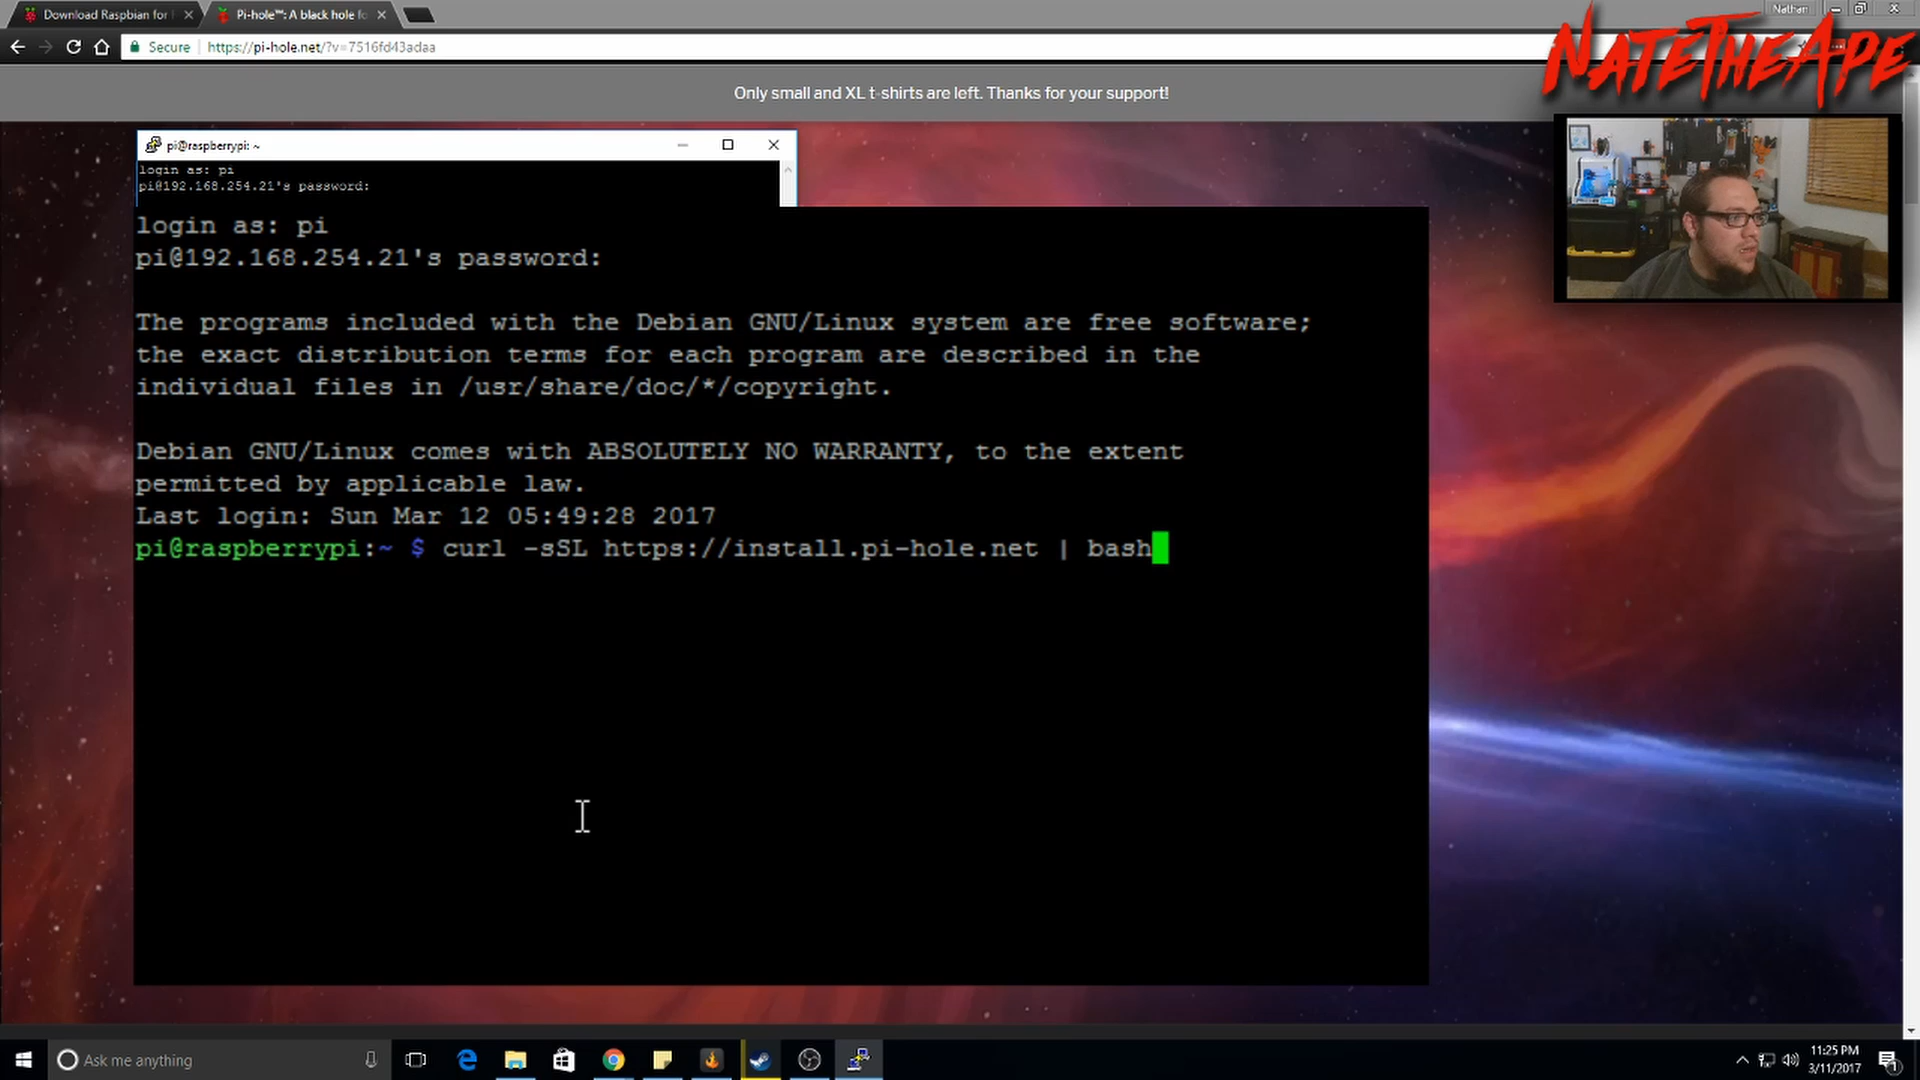 Download Raspbian for
Pi-hole™: A black hole fo
Nathan
Secure
https://pi-hole.net/?v=7516fd43adaa
NATETHEAPE
Only small and XL t-shirts are left. Thanks for your support!
pi@raspberrypi: ~
login as: pi
pi@192.168.254.21's password:
login as: pi
pi@192.168.254.21's password:
The programs included with the Debian GNU/Linux system are free software;
the exact distribution terms for each program are described in the
individual files in /usr/share/doc/*/copyright.
Debian GNU/Linux comes with ABSOLUTELY NO WARRANTY, to the extent
permitted by applicable law.
Last login: Sun Mar 12 05:49:28 2017
pi@raspberrypi:~ $ curl -sSL https://install.pi-hole.net | bash
Ask me anything
11:25 PM
3/11/2017
1